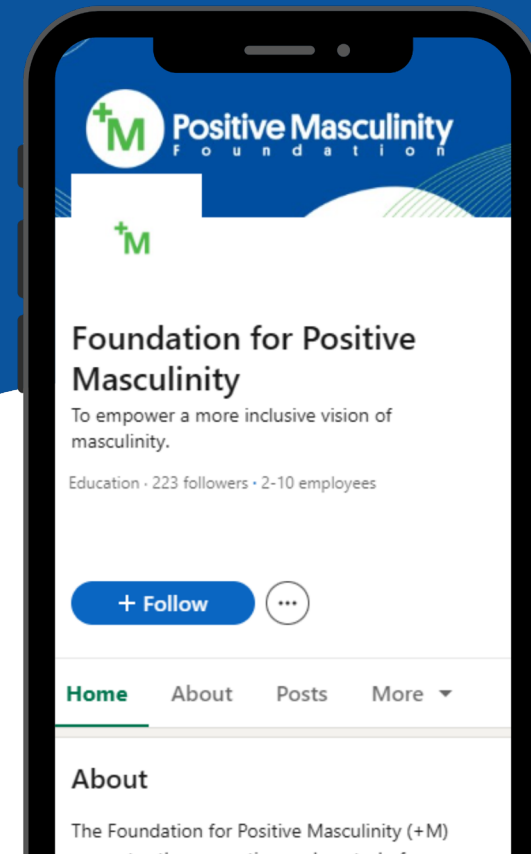 +M Positive Masculinity
Foundation
+M
Foundation for Positive
Masculinity
To empower a more inclusive vision of
masculinity.
Education · 223 followers • 2-10 employees
+ Follow ...
Home About Posts More
About
The Foundation for Positive Masculinity (+M)